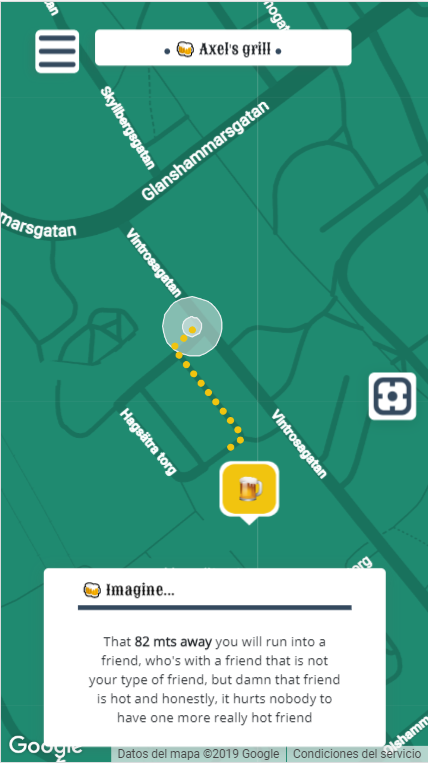 • Axel's grill •
Skyllbergsgatan
Glanshammarsgatan
marsgatan
Vintrosagatan
Hagsätra torg
Vintrosagatan
Imagine...
That 82 mts away you will run into a
friend, who's with a friend that is not
your type of friend, but damn that friend
is hot and honestly, it hurts nobody to
have one more really hot friend
Google
Datos del mapa ©2019 Google
Condiciones del servicio